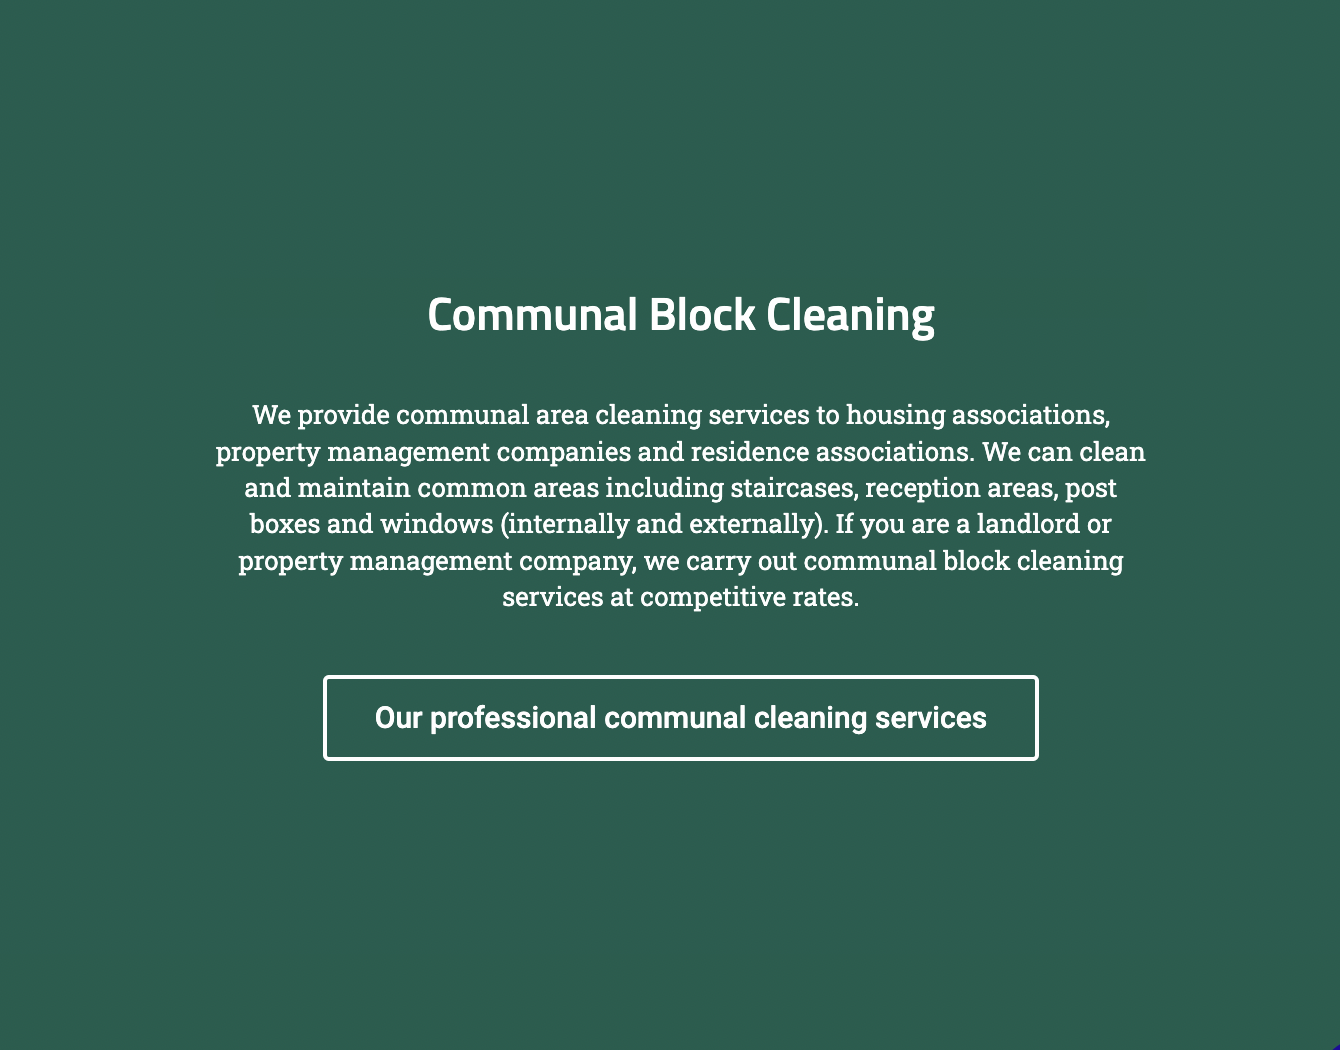 Communal Block Cleaning
We provide communal area cleaning services to housing associations,
property management companies and residence associations. We can clean
and maintain common areas including staircases, reception areas, post
boxes and windows (internally and externally). If you are a landlord or
property management company, we carry out communal block cleaning
services at competitive rates.
Our professional communal cleaning services